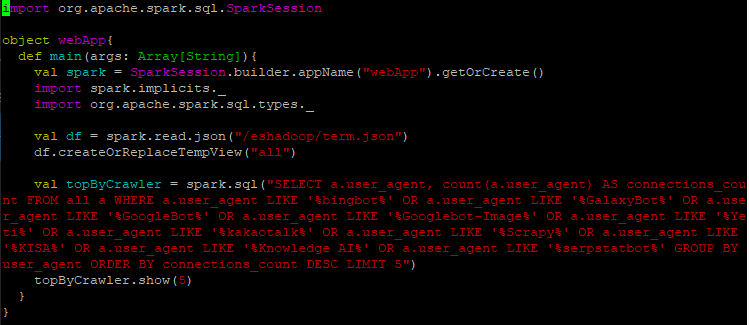 import org.apache.spark.sql.SparkSession
object webApp{
def main(args: Array[String]){
val spark = SparkSession.builder.appName("webApp").getOrCreate()
import spark.implicits._
import org.apache.spark.sql.types._
val df = spark.read.json("/eshadoop/term.json")
df.createOrReplaceTempView("all")
val topByCrawler = spark.sql("SELECT a.user_agent, count(a.user_agent) AS connections_cou
nt FROM all a WHERE a.user_agent LIKE '%bingbot%' OR a.user_agent LIKE '%GalaxyBot%' OR a.use
r_agent LIKE '%GoogleBot%' OR a.user_agent LIKE '%Googlebot-Image%' OR a.user_agent LIKE '%Ye
ti%' OR a.user_agent LIKE '%kakaotalk%' OR a.user_agent LIKE '%Scrapy%' OR a.user_agent LIKE
'%KISA%' OR a.user_agent LIKE '%Knowledge AI%' OR a.user_agent LIKE '%serpstatbot%' GROUP BY
user_agent ORDER BY connections_count DESC LIMIT 5")
topByCrawler.show(5)
}
}